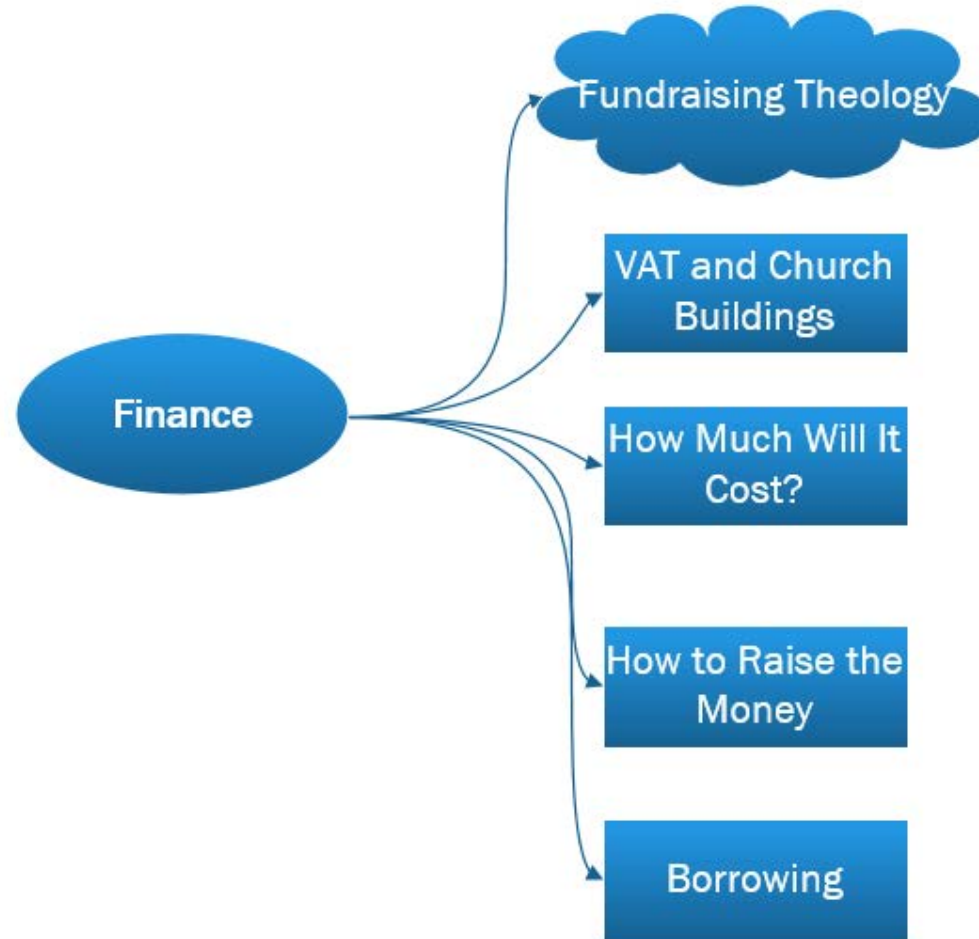 Fundraising Theology
VAT and Church
Buildings
Finance
How Much Will It
Cost?
How to Raise the
Money
Borrowing